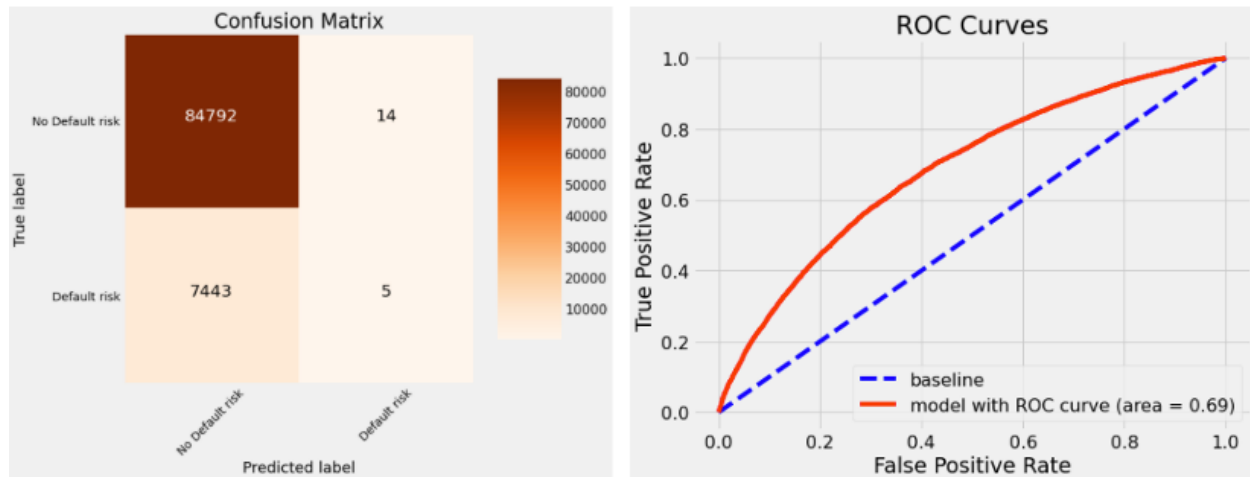 Confusion Matrix
True label
No Default risk
84792
14
Default risk
7443
5
No Default risk
Default risk
Predicted label
80000
70000
60000
50000
40000
30000
20000
10000
ROC Curves
True Positive Rate
1.0
0.8
0.6
0.4
0.2
0.0
baseline
model with ROC curve (area = 0.69)
0.0 0.2 0.4 0.6 0.8 1.0
False Positive Rate